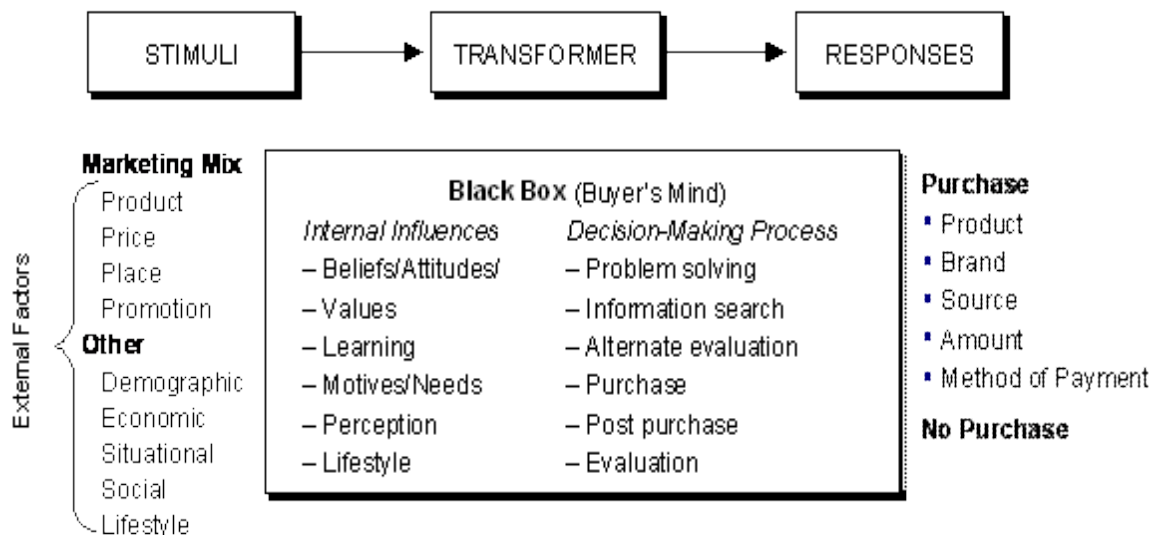 STIMULI
TRANSFORMER
RESPONSES
External Factors
Marketing Mix
Product
Price
Place
Promotion
Other
Demographic
Economic
Situational
Social
Lifestyle
Black Box (Buyer's Mind)
Internal Influences
– Beliefs/Attitudes/
– Values
– Learning
– Motives/Needs
– Perception
– Lifestyle
Decision-Making Process
– Problem solving
– Information search
– Alternate evaluation
– Purchase
– Post purchase
– Evaluation
Purchase
▪ Product
▪ Brand
▪ Source
▪ Amount
▪ Method of Payment
No Purchase